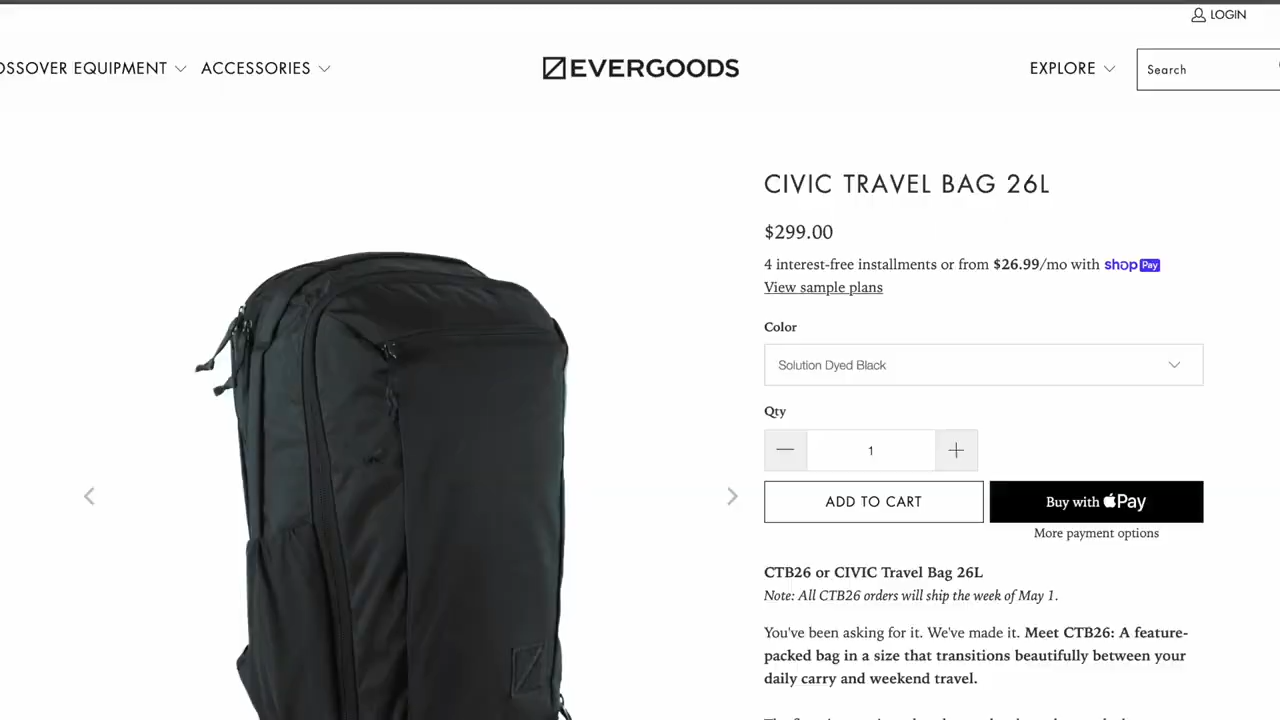 LOGIN
OSSOVER EQUIPMENT
ACCESSORIES
EVERGOODS
EXPLORE
Search
CIVIC TRAVEL BAG 26L
$299.00
4 interest-free installments or from $26.99/mo with shop Pay
View sample plans
Color
Solution Dyed Black
Qty
1
ADD TO CART
Buy with Pay
More payment options
CTB26 or CIVIC Travel Bag 26L
Note: All CTB26 orders will ship the week of May 1.
You've been asking for it. We've made it. Meet CTB26: A feature-
packed bag in a size that transitions beautifully between your
daily carry and weekend travel.